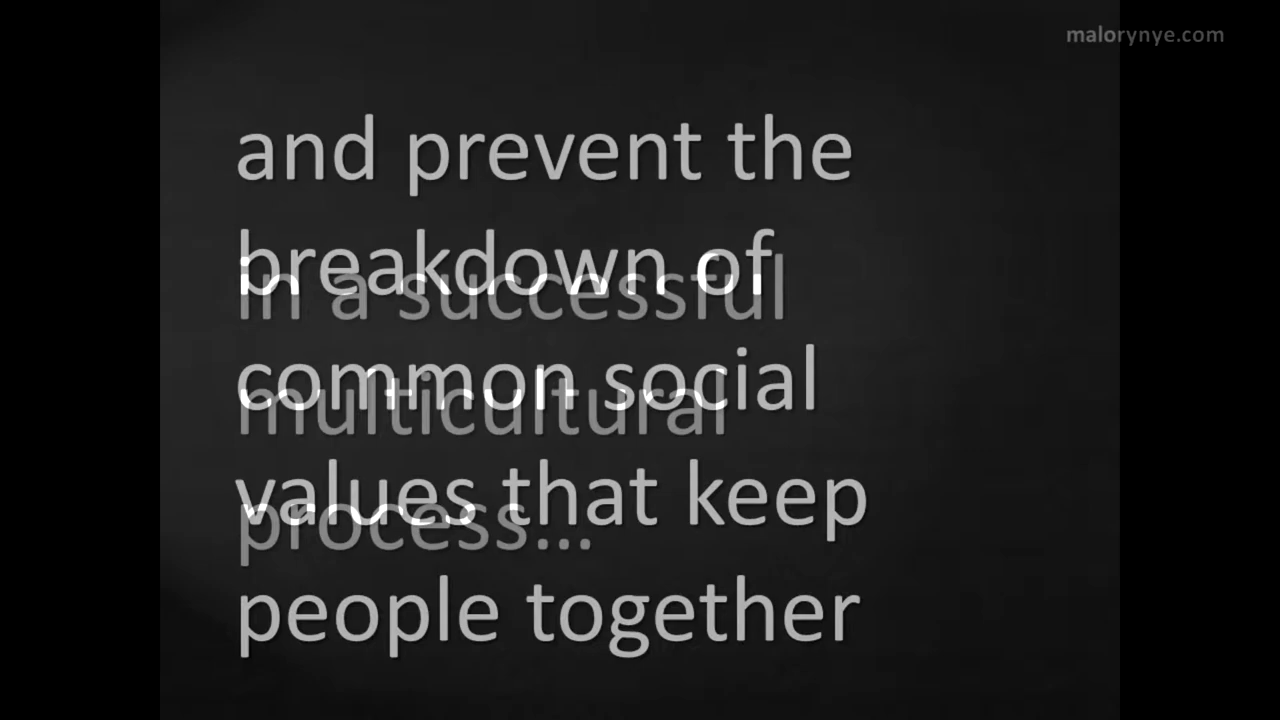 malorynye.com
and prevent the
breakdown of
in a successful
common social
multicultural
values that keep
process...
people together